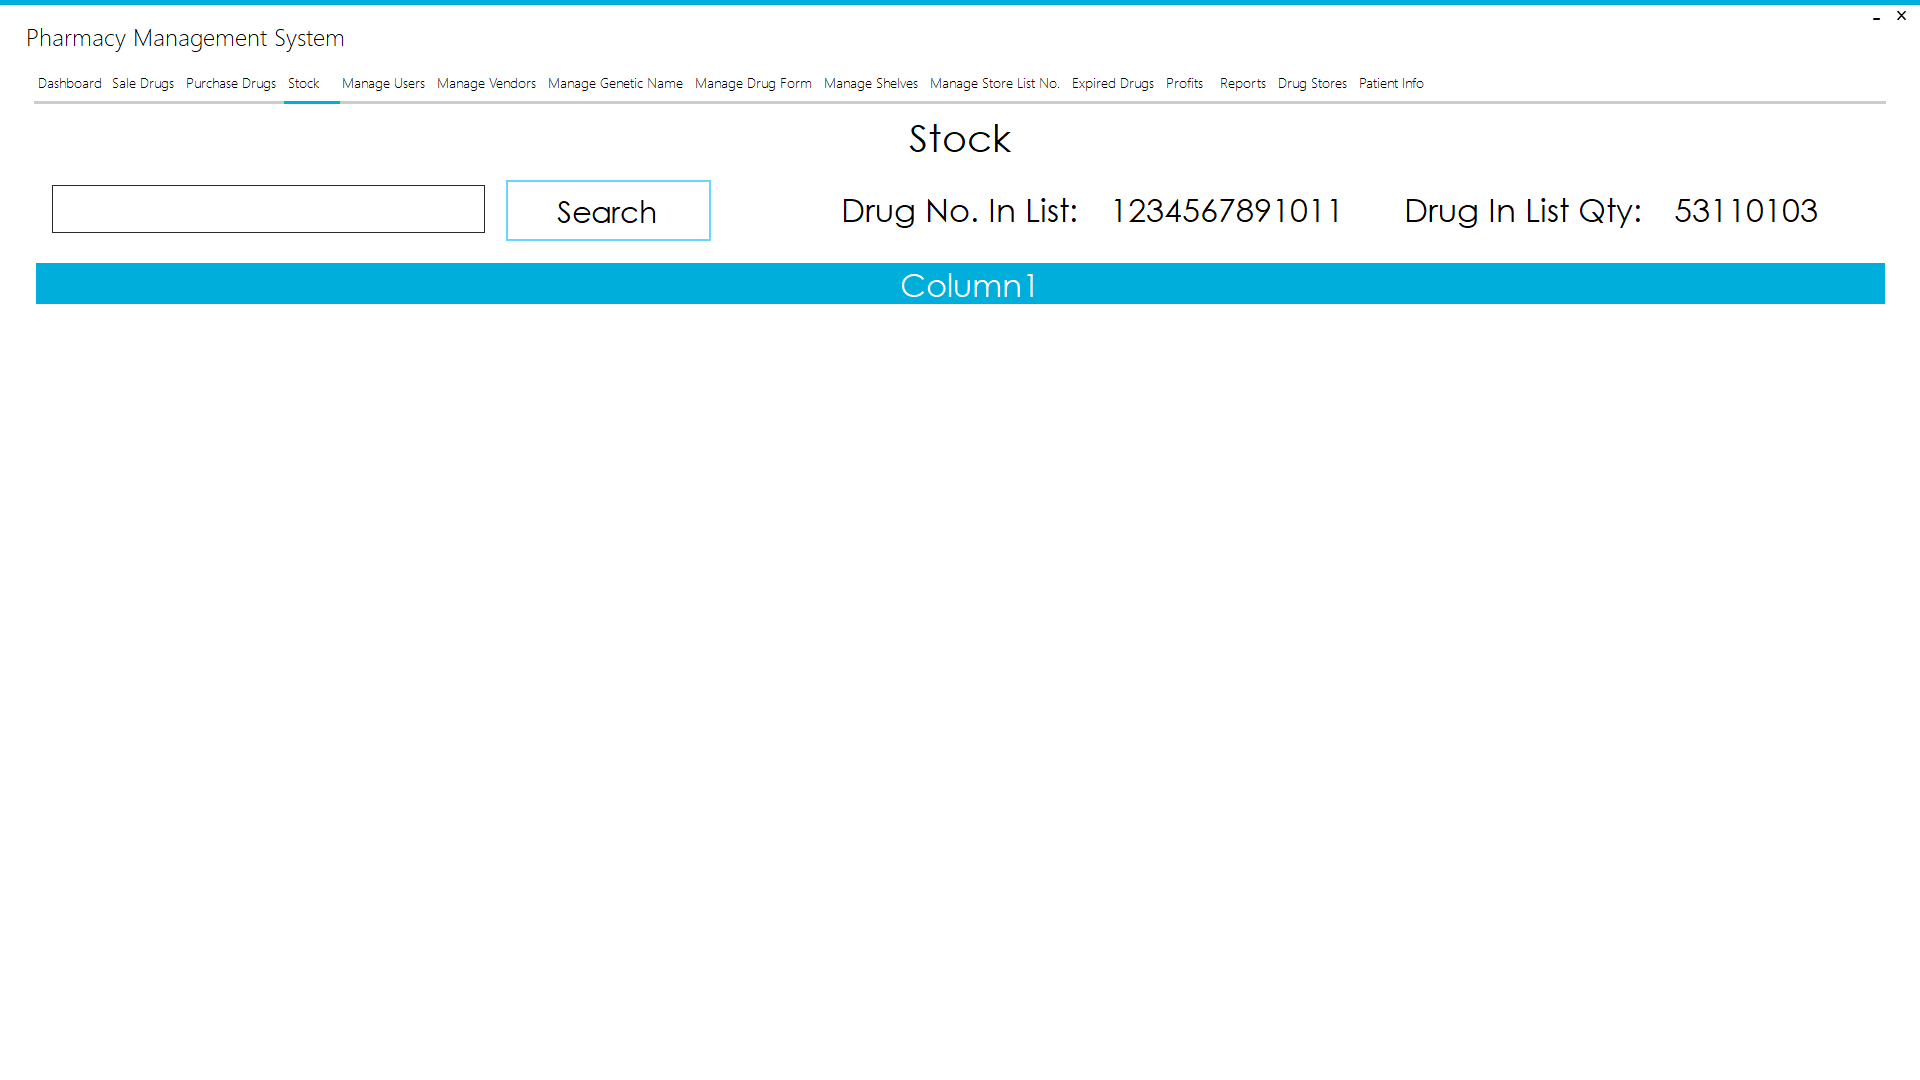 Pharmacy Management System
Dashboard Sale Drugs Purchase Drugs Stock Manage Users Manage Vendors Manage Genetic Name Manage Drug Form Manage Shelves Manage Store List No. Expired Drugs Profits Reports Drug Stores Patient Info
Stock
Search Drug No. In List: 1234567891011 Drug In List Qty: 53110103
Column1